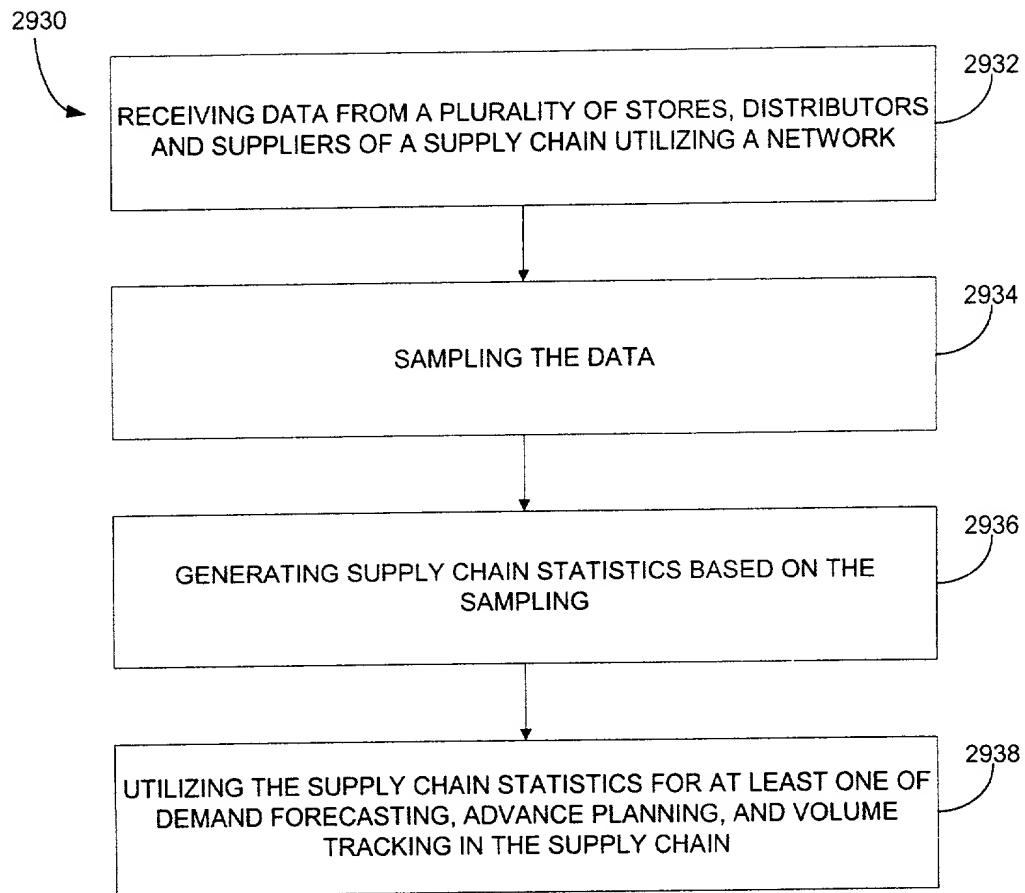 2930
2932
RECEIVING DATA FROM A PLURALITY OF STORES, DISTRIBUTORS
AND SUPPLIERS OF A SUPPLY CHAIN UTILIZING A NETWORK
2934
SAMPLING THE DATA
2936
GENERATING SUPPLY CHAIN STATISTICS BASED ON THE
SAMPLING
2938
UTILIZING THE SUPPLY CHAIN STATISTICS FOR AT LEAST ONE OF
DEMAND FORECASTING, ADVANCE PLANNING, AND VOLUME
TRACKING IN THE SUPPLY CHAIN